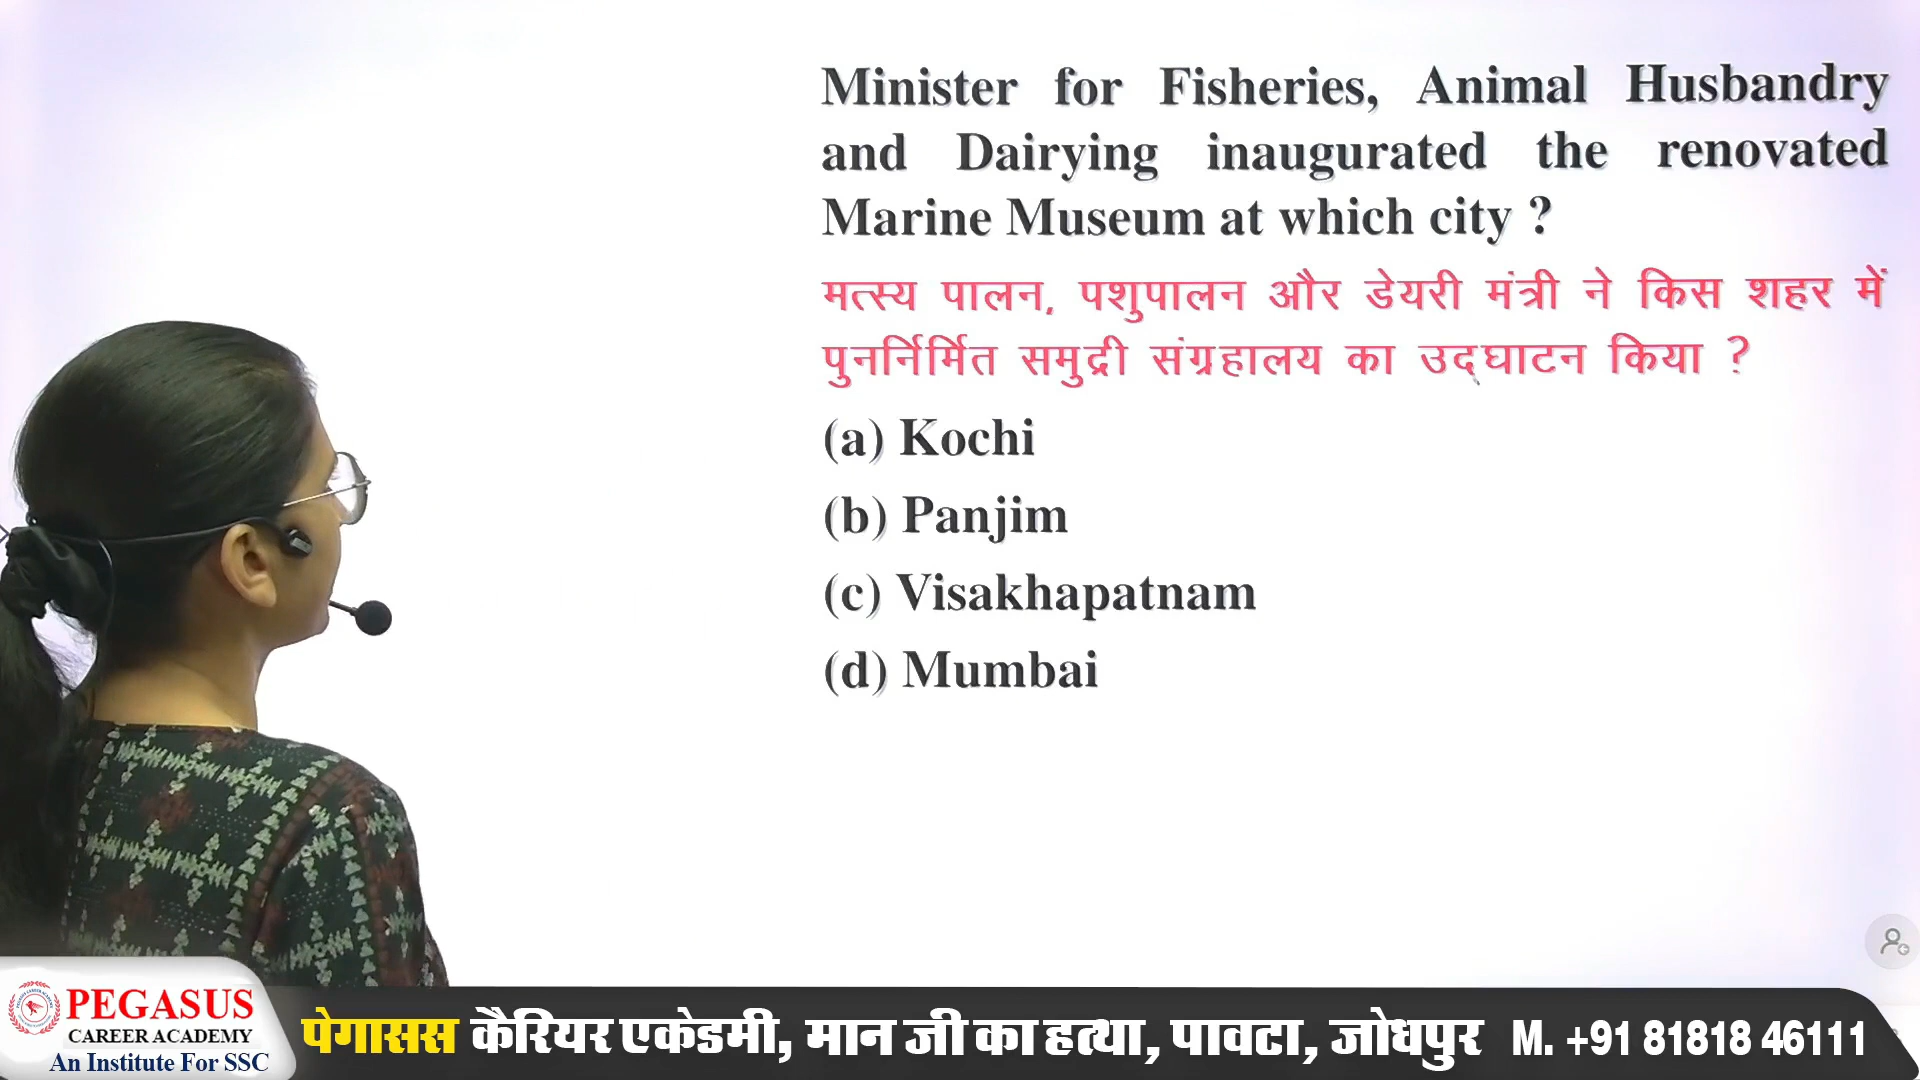 Minister for Fisheries, Animal Husbandry
and Dairying inaugurated the renovated
Marine Museum at which city ?
मत्स्य पालन, पशुपालन और डेयरी मंत्री ने किस शहर में
पुनर्निर्मित समुद्री संग्रहालय का उद्घाटन किया ?
(a) Kochi
(b) Panjim
(c) Visakhapatnam
(d) Mumbai
PEGASUS
CAREER ACADEMY
An Institute For SSC
पेगासस कैरियर एकेडमी, मान जी का हत्था, पावटा, जोधपुर M. +91 81818 46111